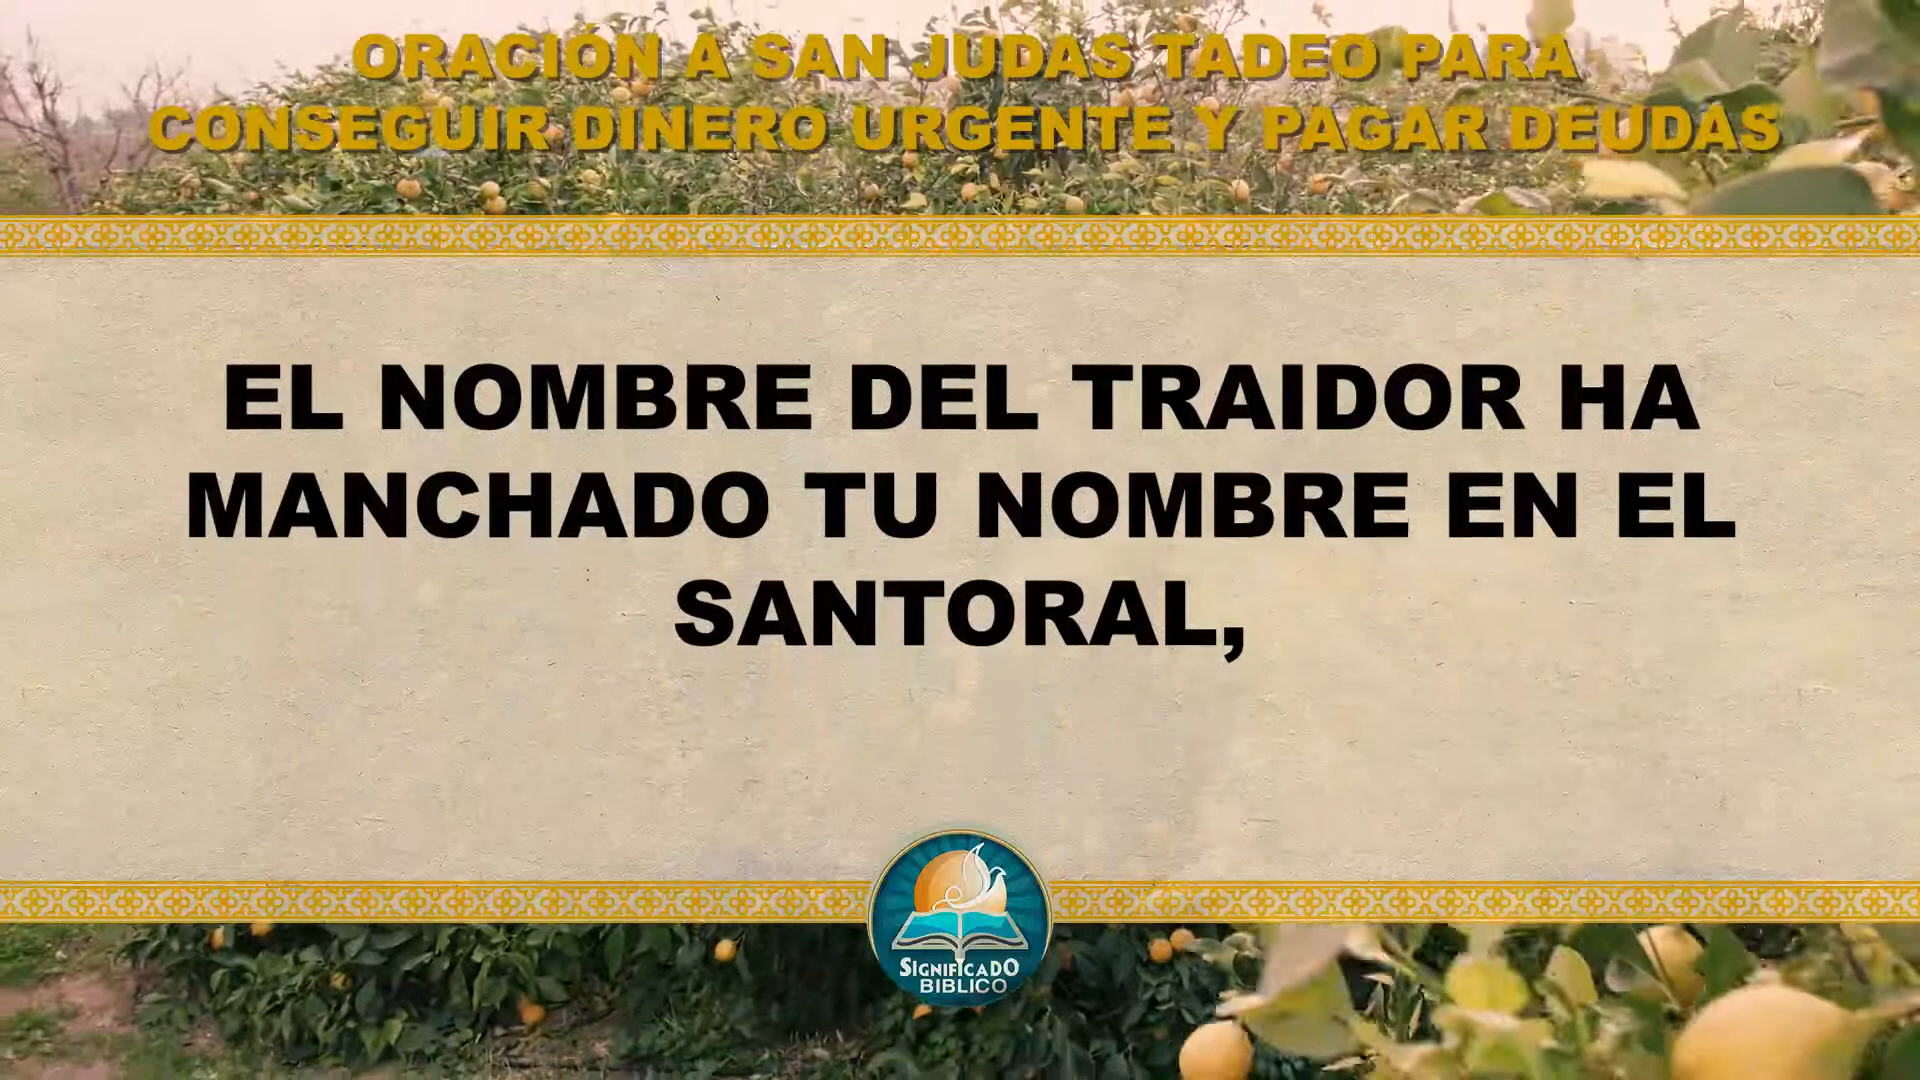 ORACIÓN A SAN JUDAS TADEO PARA
CONSEGUIR DINERO URGENTE Y PAGAR DEUDAS
EL NOMBRE DEL TRAIDOR HA
MANCHADO TU NOMBRE EN EL
SANTORAL,
SIGNIFICADO
BIBLICO